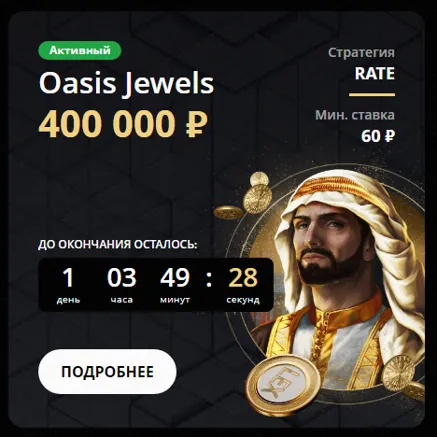 Активный
Oasis Jewels
400 000 ₽
Стратегия
RATE
Мин. ставка
60 ₽
ДО ОКОНЧАНИЯ ОСТАЛОСЬ:
1 03 49 : 28
день часа минут секунд
ПОДРОБНЕЕ